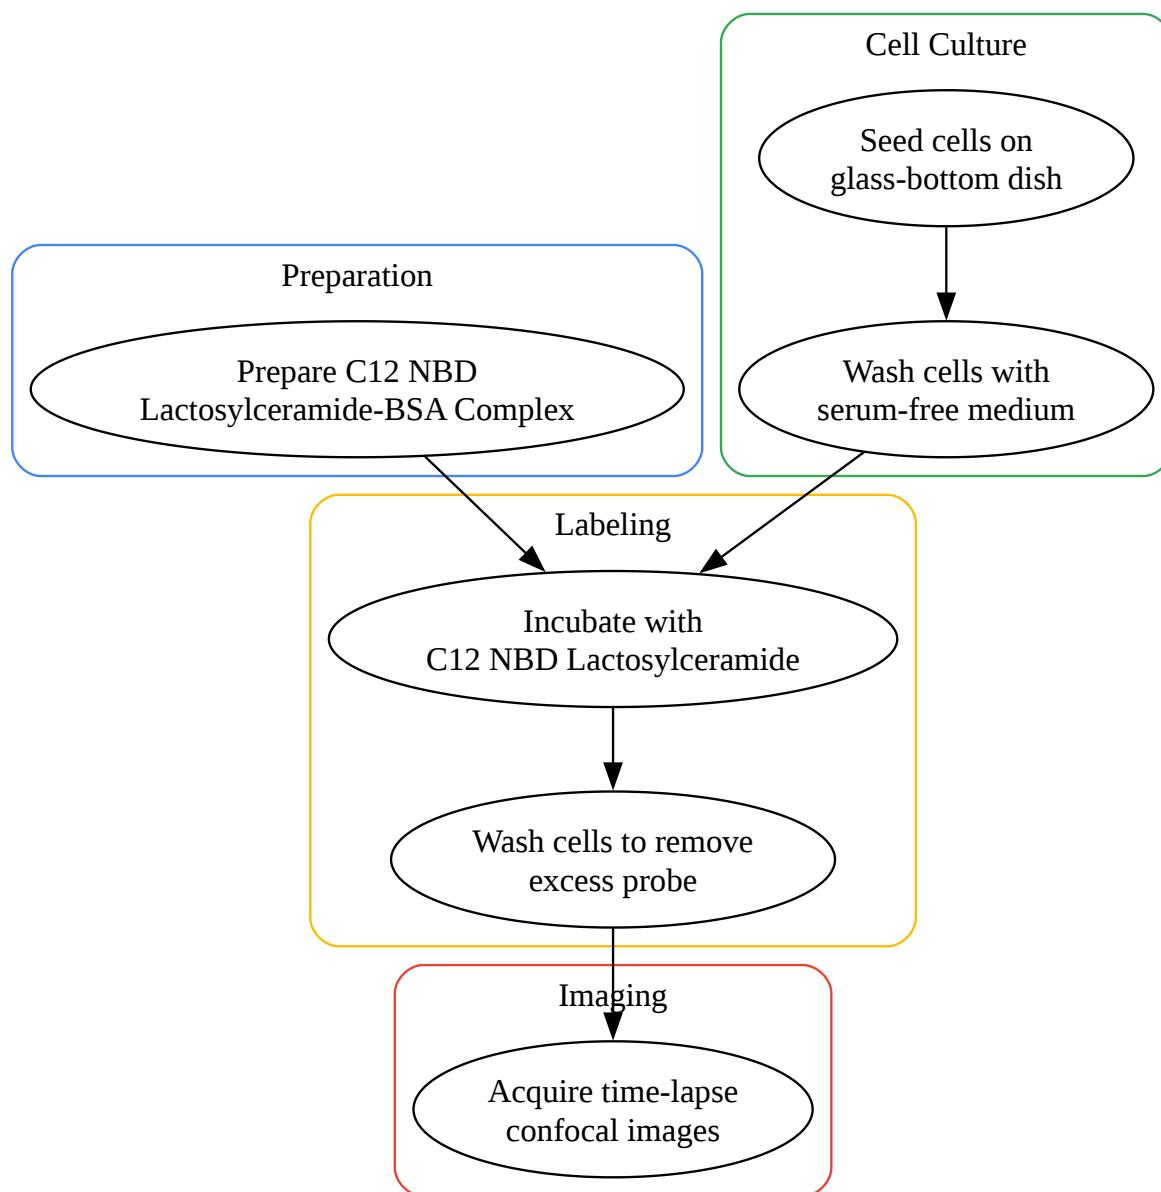 Cell Culture
Seed cells on
glass-bottom dish
Preparation
Prepare C12 NBD
Lactosylceramide-BSA Complex
Wash cells with
serum-free medium
Labeling
Incubate with
C12 NBD Lactosylceramide
Wash cells to remove
excess probe
Imaging
Acquire time-lapse
confocal images